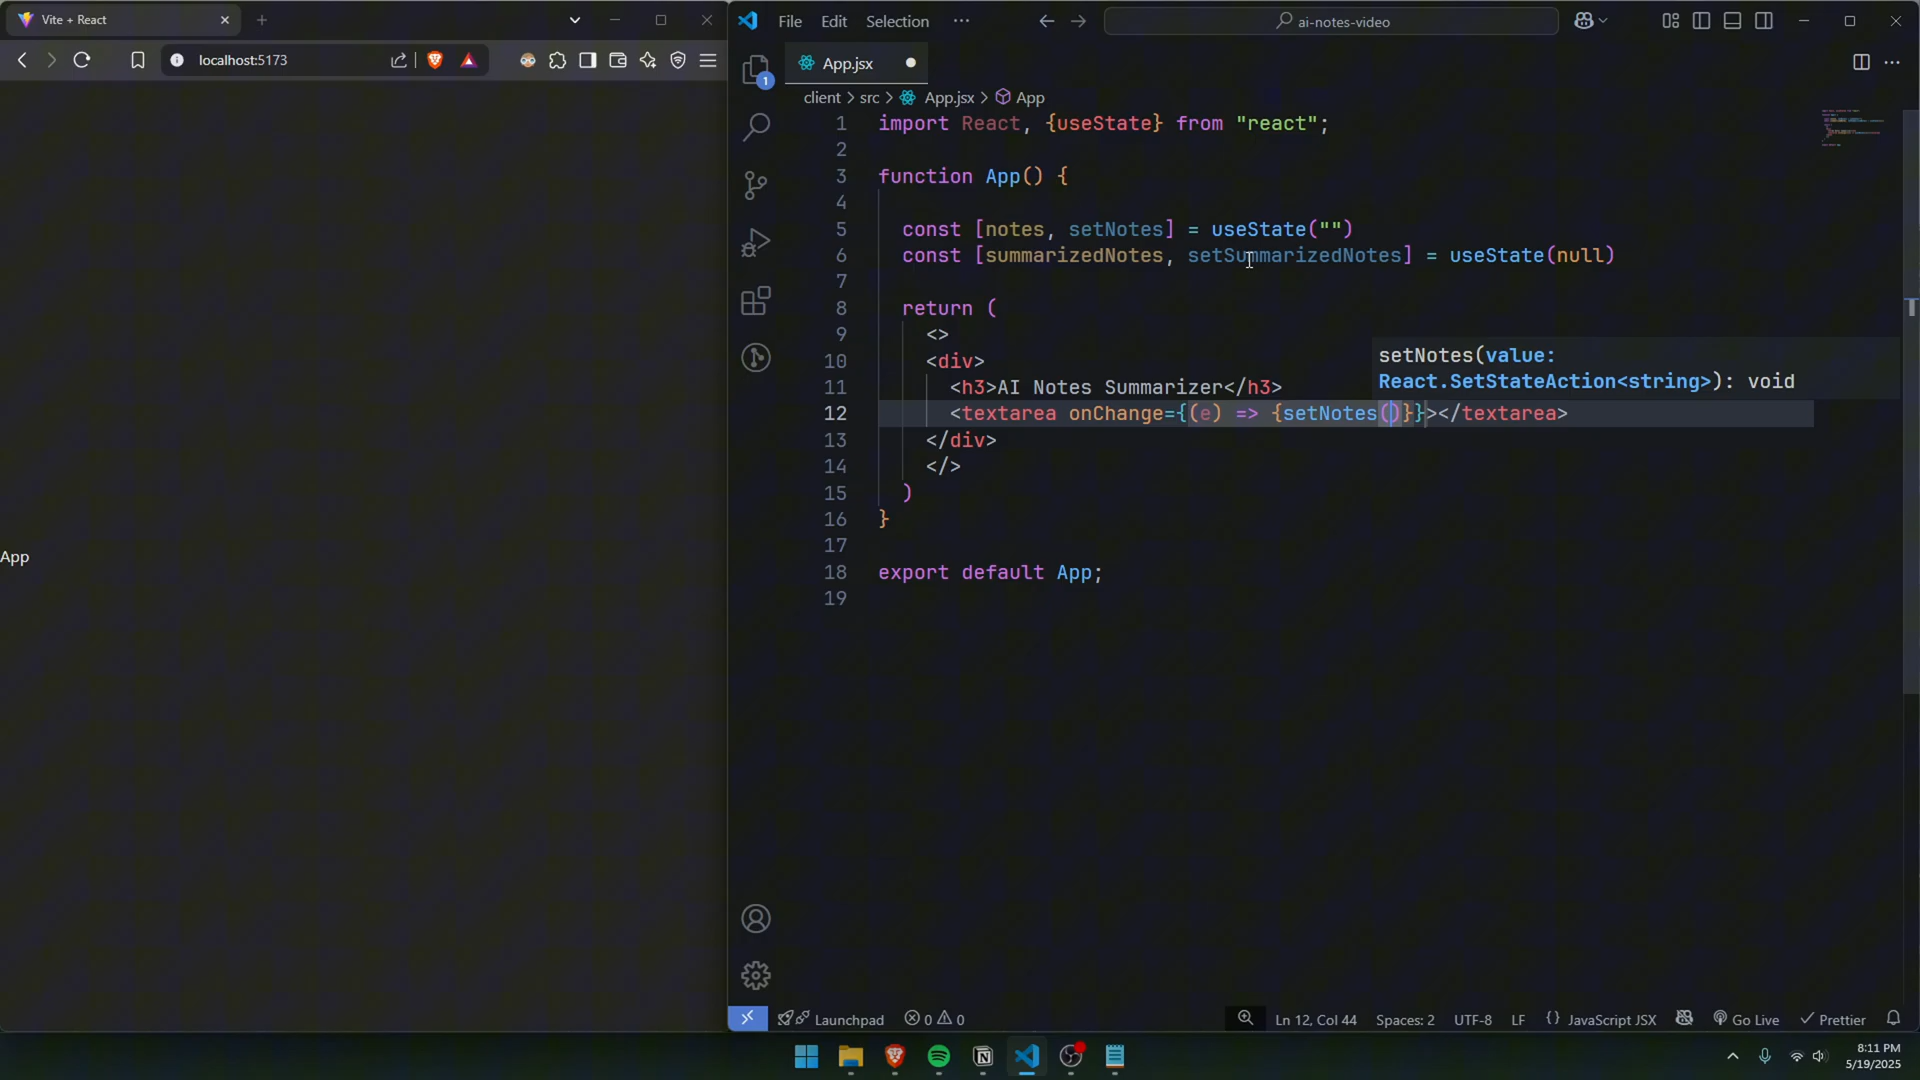 Vite + React
localhost:5173
App
File Edit Selection ··· ai-notes-video
1
App.jsx
client > src > App.jsx > App
1 import React, {useState} from "react";
2
3 function App() {
4
5 const [notes, setNotes] = useState("")
6 const [summarizedNotes, setSummarizedNotes] = useState(null)
7
8 return (
9 <>
10 <div>
11 <h3>AI Notes Summarizer</h3>
12 <textarea onChange={(e) => {setNotes()}}></textarea>
13 </div>
14 </>
15 )
16 }
17
18 export default App;
19
setNotes(value:
React.SetStateAction<string>): void
Launchpad 0 0 Ln 12, Col 44 Spaces: 2 UTF-8 LF {} JavaScript JSX Go Live Prettier
8:11 PM
5/19/2025